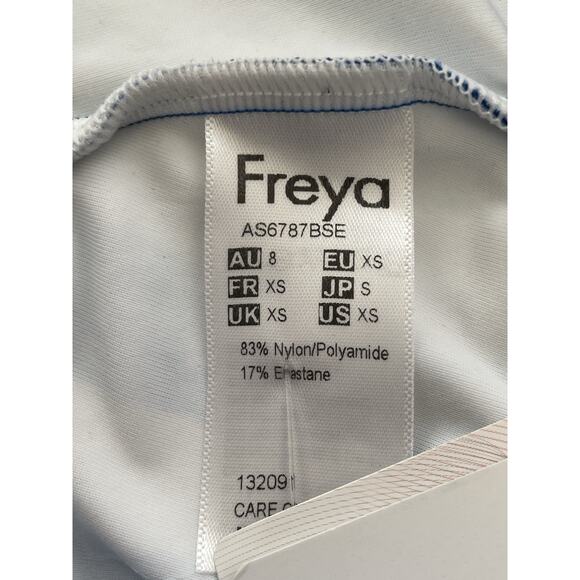 Freya
AS6787BSE
AU 8 EU XS
FR XS JP S
UK XS US XS
83% Nylon/Polyamide
17% Elastane
13209
CARE